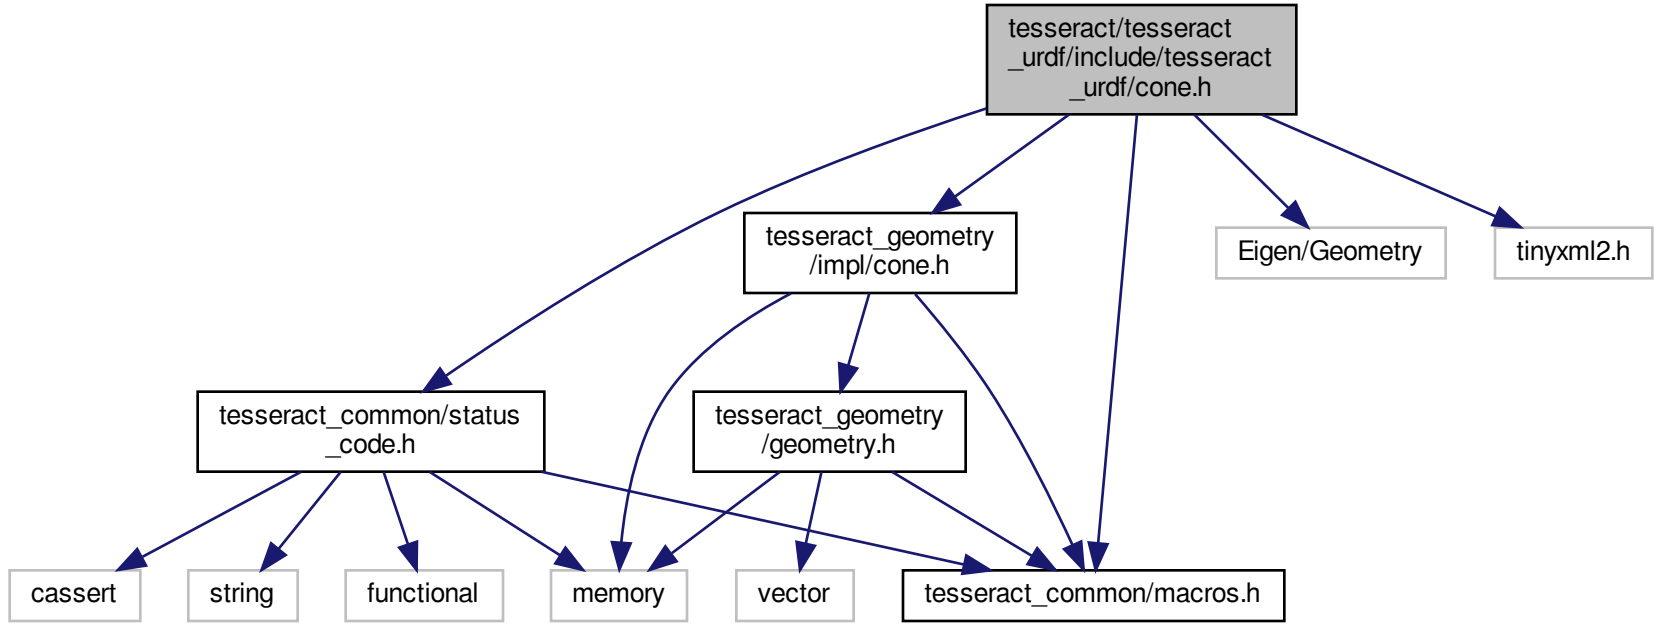 tesseract/tesseract
_urdf/include/tesseract
_urdf/cone.h
tesseract_geometry
/impl/cone.h
Eigen/Geometry
tinyxml2.h
tesseract_common/status
_code.h
tesseract_geometry
/geometry.h
cassert
string
functional
memory
vector
tesseract_common/macros.h